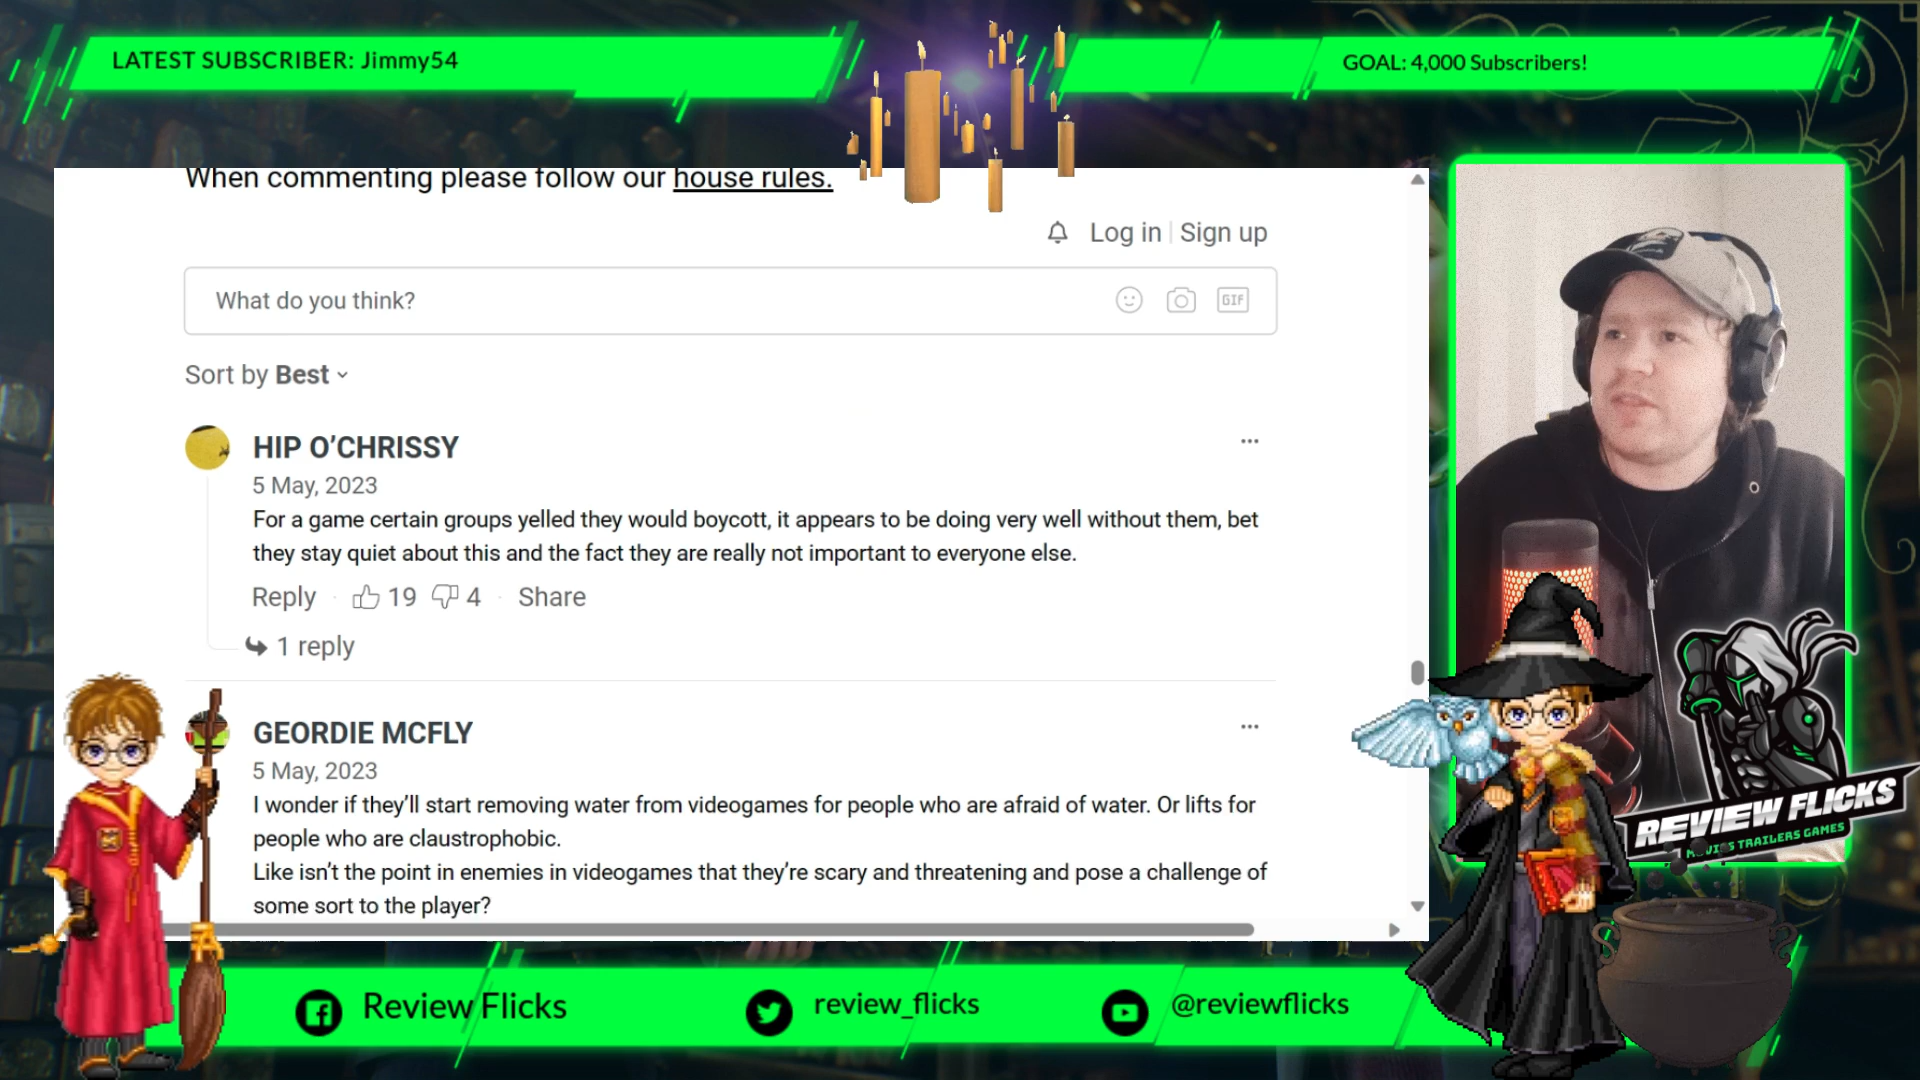 LATEST SUBSCRIBER: Jimmy54
GOAL: 4,000 Subscribers!
When commenting please follow our house rules.
Log in | Sign up
What do you think?
GIF
Sort by Best
HIP O’CHRISSY
5 May, 2023
For a game certain groups yelled they would boycott, it appears to be doing very well without them, bet
they stay quiet about this and the fact they are really not important to everyone else.
Reply · 19 4 · Share
1 reply
GEORDIE MCFLY
5 May, 2023
I wonder if they’ll start removing water from videogames for people who are afraid of water. Or lifts for
people who are claustrophobic.
Like isn’t the point in enemies in videogames that they’re scary and threatening and pose a challenge of
some sort to the player?
REVIEW FLICKS
MOVIES TRAILERS GAMES
Review Flicks
review_flicks
@reviewflicks